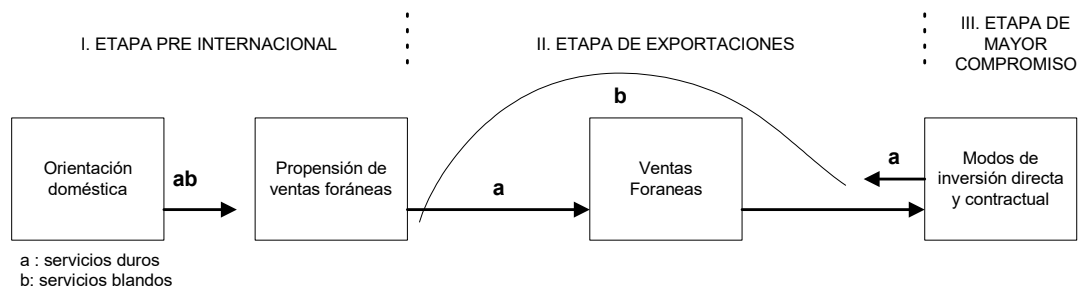 I. ETAPA PRE INTERNACIONAL
II. ETAPA DE EXPORTACIONES
III. ETAPA DE
MAYOR
COMPROMISO
Orientación
doméstica
ab
Propensión de
ventas foráneas
a
b
Ventas
Foraneas
a
Modos de
inversión directa
y contractual
a : servicios duros
b: servicios blandos